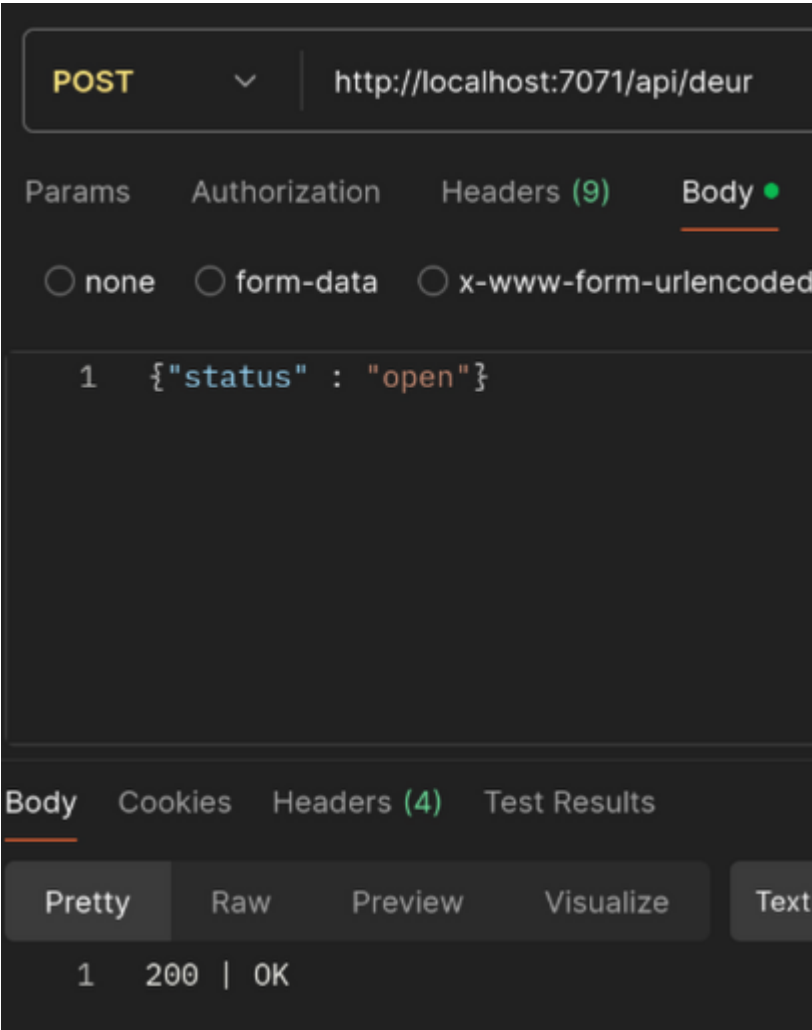 POST http://localhost:7071/api/deur
Params Authorization Headers (9) Body
none form-data x-www-form-urlencoded
1 {"status" : "open"}
Body Cookies Headers (4) Test Results
Pretty Raw Preview Visualize Text
1 200 | OK